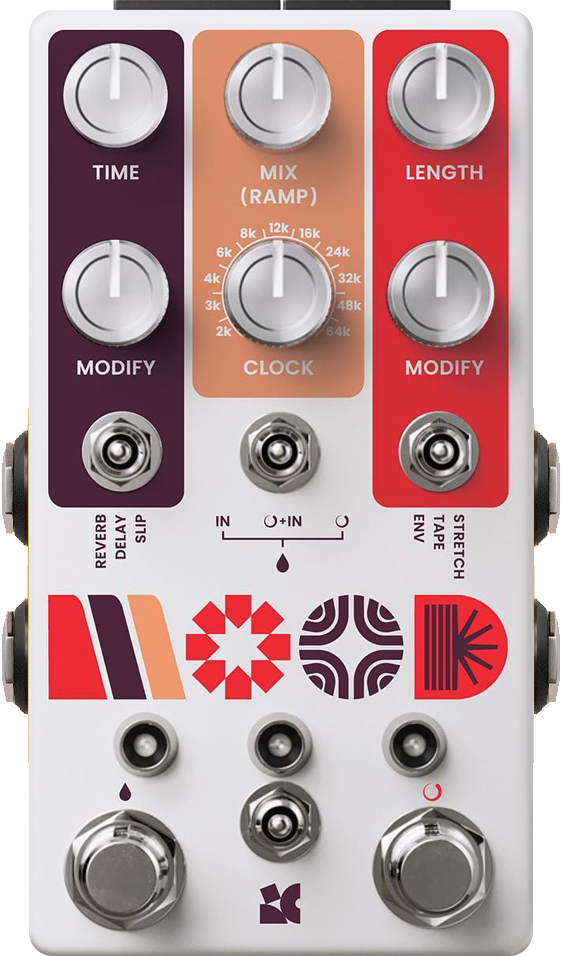 TIME
MIX
(RAMP)
LENGTH
2k 3k 4k 6k 8k 12k 16k 24k 32k 48k 64k
MODIFY
CLOCK
MODIFY
IN
+IN
REVERB
DELAY
SLIP
STRETCH
TAPE
ENV